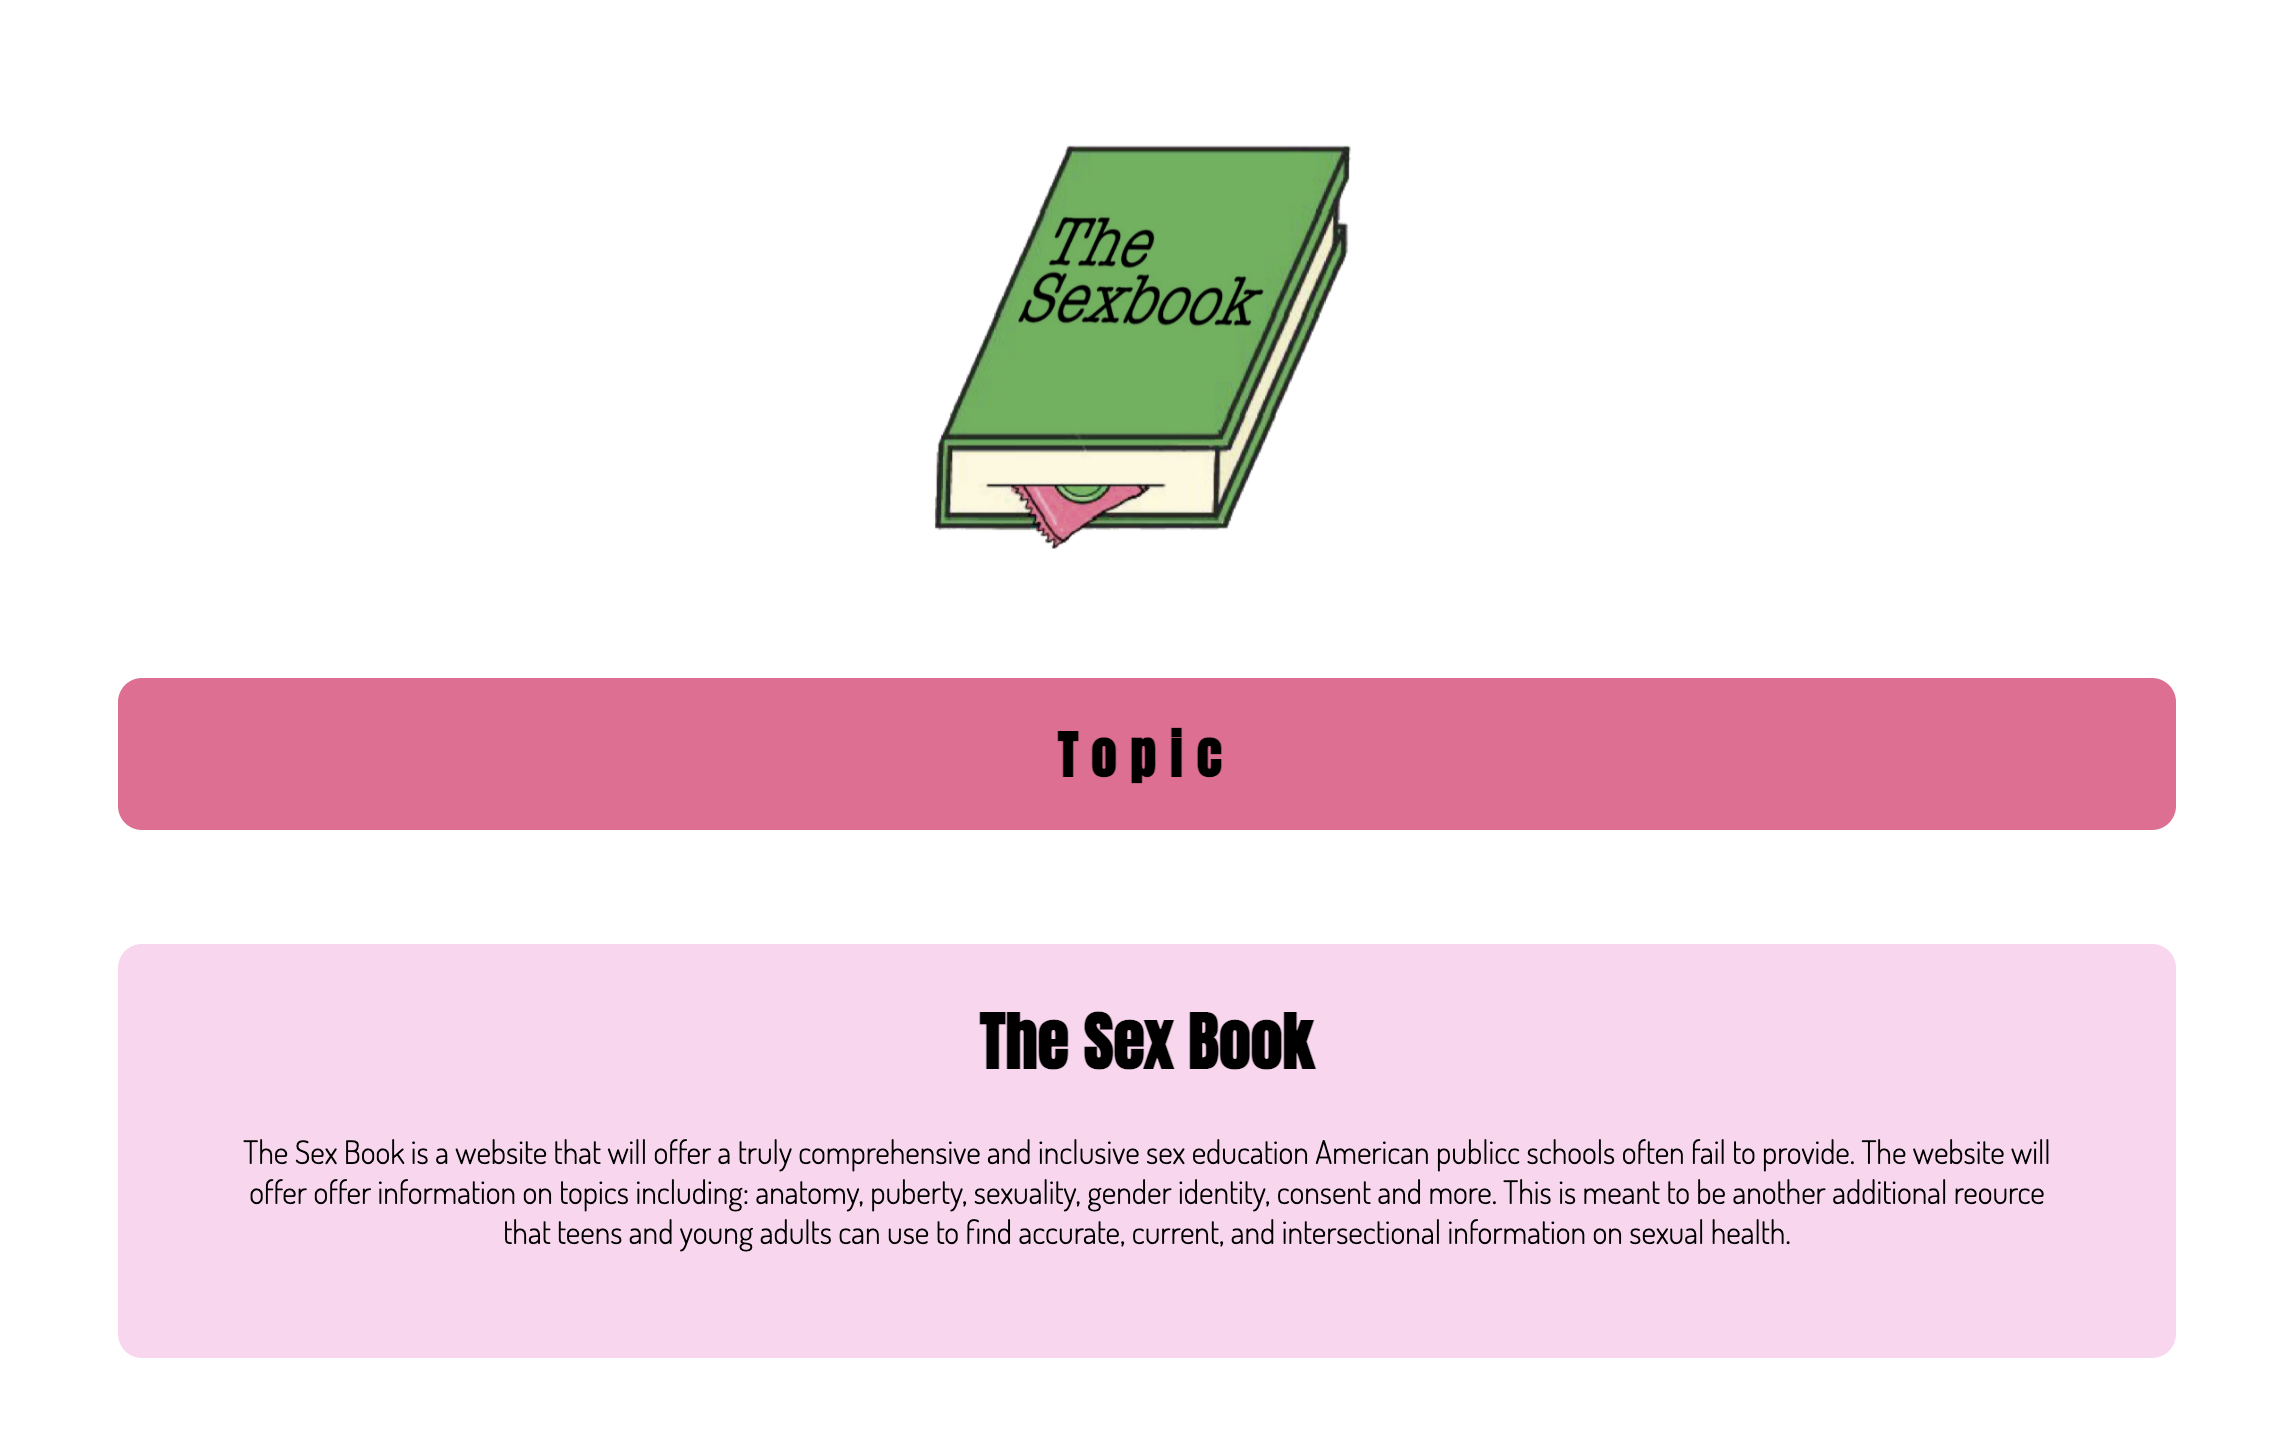 The
Sexbook
Topic
The Sex Book
The Sex Book is a website that will offer a truly comprehensive and inclusive sex education American publicc schools often fail to provide. The website will
offer offer information on topics including: anatomy, puberty, sexuality, gender identity, consent and more. This is meant to be another additional reource
that teens and young adults can use to find accurate, current, and intersectional information on sexual health.